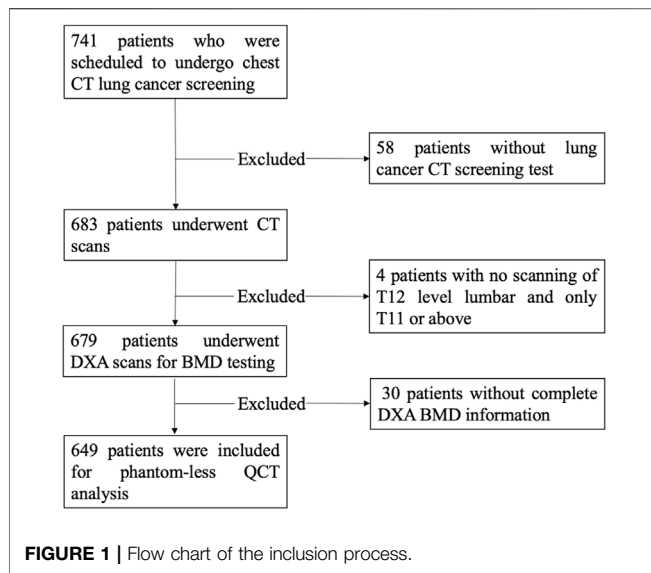 741 patients who were
scheduled to undergo chest
CT lung cancer screening
Excluded
58 patients without lung
cancer CT screening test
683 patients underwent CT
scans
Excluded
4 patients with no scanning of
T12 level lumbar and only
T11 or above
679 patients underwent
DXA scans for BMD testing
Excluded
30 patients without complete
DXA BMD information
649 patients were included
for phantom-less QCT
analysis
FIGURE 1 | Flow chart of the inclusion process.